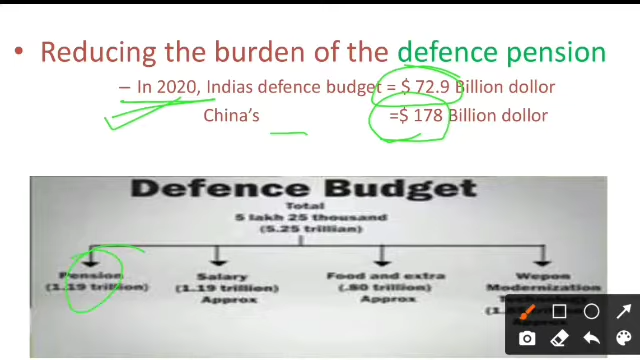 • Reducing the burden of the defence pension
– In 2020, Indias defence budget = $ 72.9 Billion dollor
China's =$ 178 Billion dollor
Defence Budget
Total
5 lakh 25 thousand
(5.25 trillian)
Pension Salary Food and extra Wepon
(1.19 trillion) (1.19 trillion) (.80 trillion) Modernization
Approx Approx